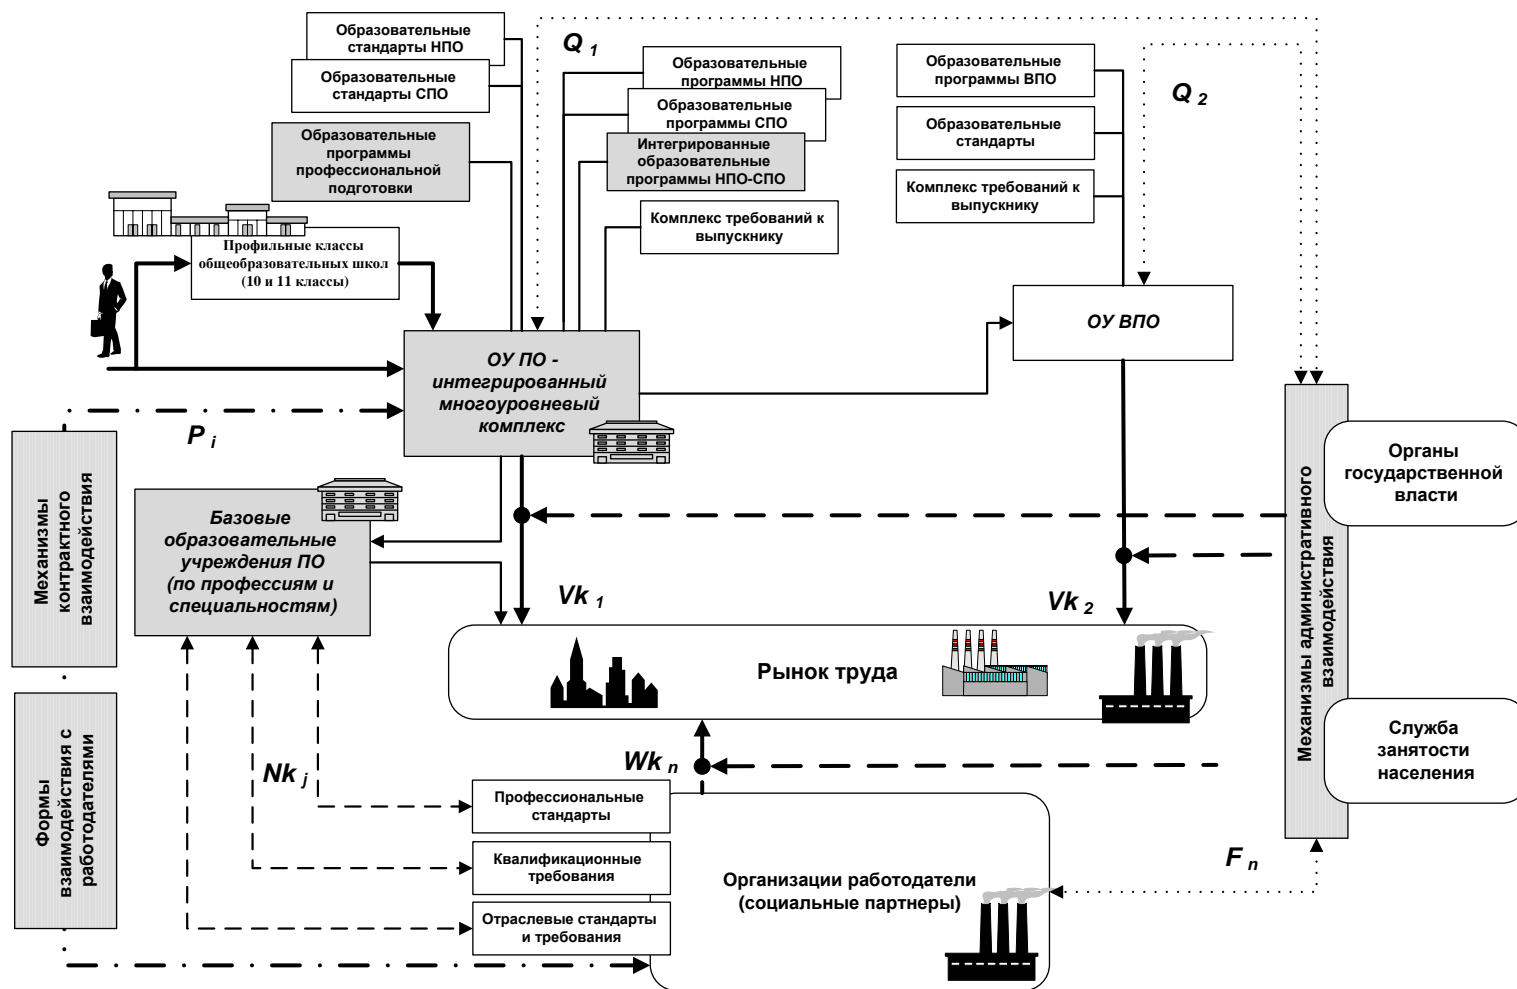 Образовательные
стандарты НПО
Образовательные
стандарты СПО
Образовательные
программы
профессиональной
подготовки
Q 1
Образовательные
программы НПО
Образовательные
программы СПО
Интегрированные
образовательные
программы НПО-СПО
Комплекс требований к
выпускнику
Образовательные
программы ВПО
Образовательные
стандарты
Комплекс требований к
выпускнику
Q 2
Профильные классы
общеобразовательных школ
(10 и 11 классы)
ОУ ПО -
интегрированный
многоуровневый
комплекс
ОУ ВПО
P i
Механизмы
контрактного
взаимодействия
Базовые
образовательные
учреждения ПО
(по профессиям и
специальностям)
Vk 1
Vk 2
Механизмы административного
взаимодействия
Органы
государственной
власти
Рынок труда
Служба
занятости
населения
Формы
взаимодействия с
работодателями
Nk j
Wk n
Профессиональные
стандарты
Квалификационные
требования
Отраслевые стандарты
и требования
Организации работодатели
(социальные партнеры)
F n